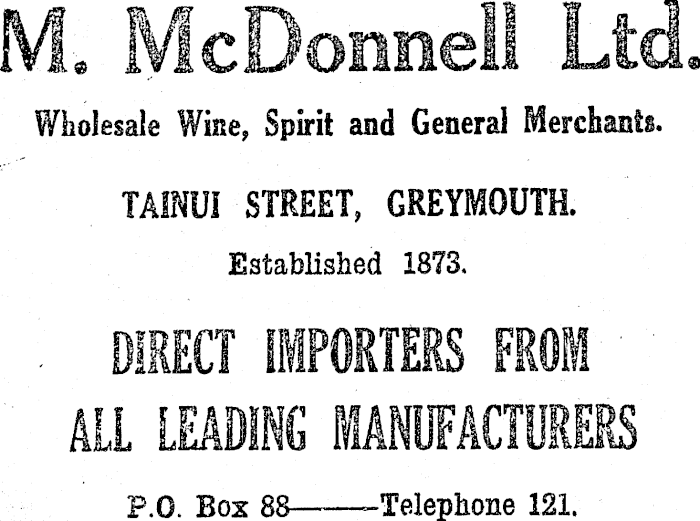 M. McDonnell Ltd.
Wholesale Wine, Spirit and General Merchants.
TAINUI STREET, GREYMOUTH.
Established 1873.
DIRECT IMPORTERS FROM
ALL LEADING MANUFACTURERS
P.O. Box 88———Telephone 121.